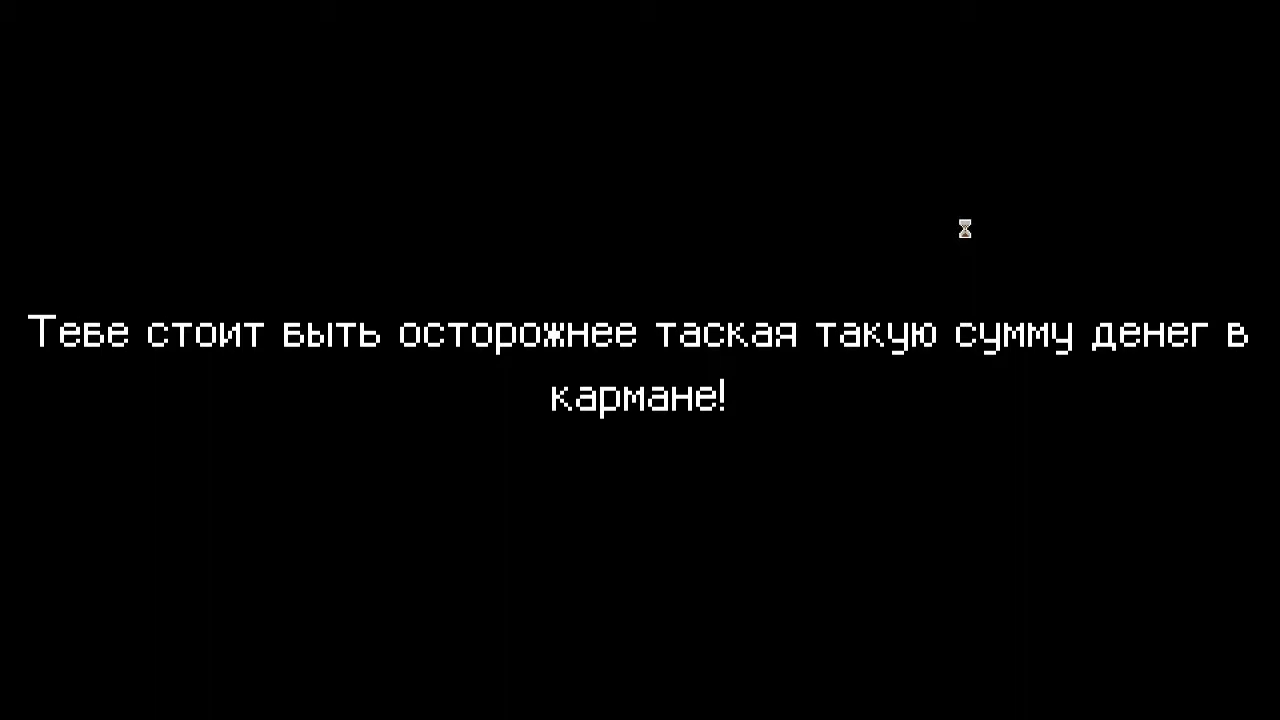 Тебе стоит быть осторожнее таская такую сумму денег в
кармане!